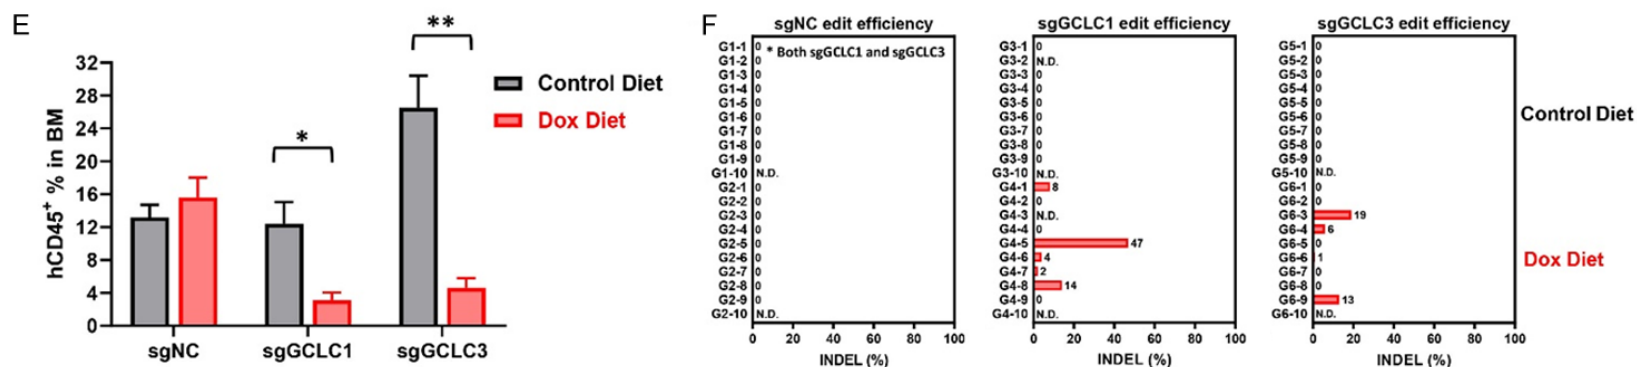 E
**
32
28
24
20
16
12
8
4
0
hCD45+ % in BM
*
Control Diet
Dox Diet
sgNC
sgGCLC1
sgGCLC3
F
sgNC edit efficiency
* Both sgGCLC1 and sgGCLC3
G1-1 0
G1-2 0
G1-3 0
G1-4 0
G1-5 0
G1-6 0
G1-7 0
G1-8 0
G1-9 0
G1-10 N.D.
G2-1 0
G2-2 0
G2-3 0
G2-4 0
G2-5 0
G2-6 0
G2-7 0
G2-8 0
G2-9 0
G2-10 N.D.
0 20 40 60 80 100
INDEL (%)
sgGCLC1 edit efficiency
G3-1 0
G3-2 N.D.
G3-3 0
G3-4 0
G3-5 0
G3-6 0
G3-7 0
G3-8 0
G3-9 0
G3-10 N.D.
G4-1 8
G4-2 0
G4-3 N.D.
G4-4 0
G4-5 47
G4-6 4
G4-7 2
G4-8 14
G4-9 0
G4-10 N.D.
0 20 40 60 80 100
INDEL (%)
sgGCLC3 edit efficiency
G5-1 0
G5-2 0
G5-3 0
G5-4 0
G5-5 0
G5-6 0
G5-7 0
G5-8 0
G5-9 0
G5-10 N.D.
G6-1 0
G6-2 0
G6-3 19
G6-4 6
G6-5 0
G6-6 1
G6-7 0
G6-8 0
G6-9 13
G6-10 N.D.
0 20 40 60 80 100
INDEL (%)
Control Diet
Dox Diet